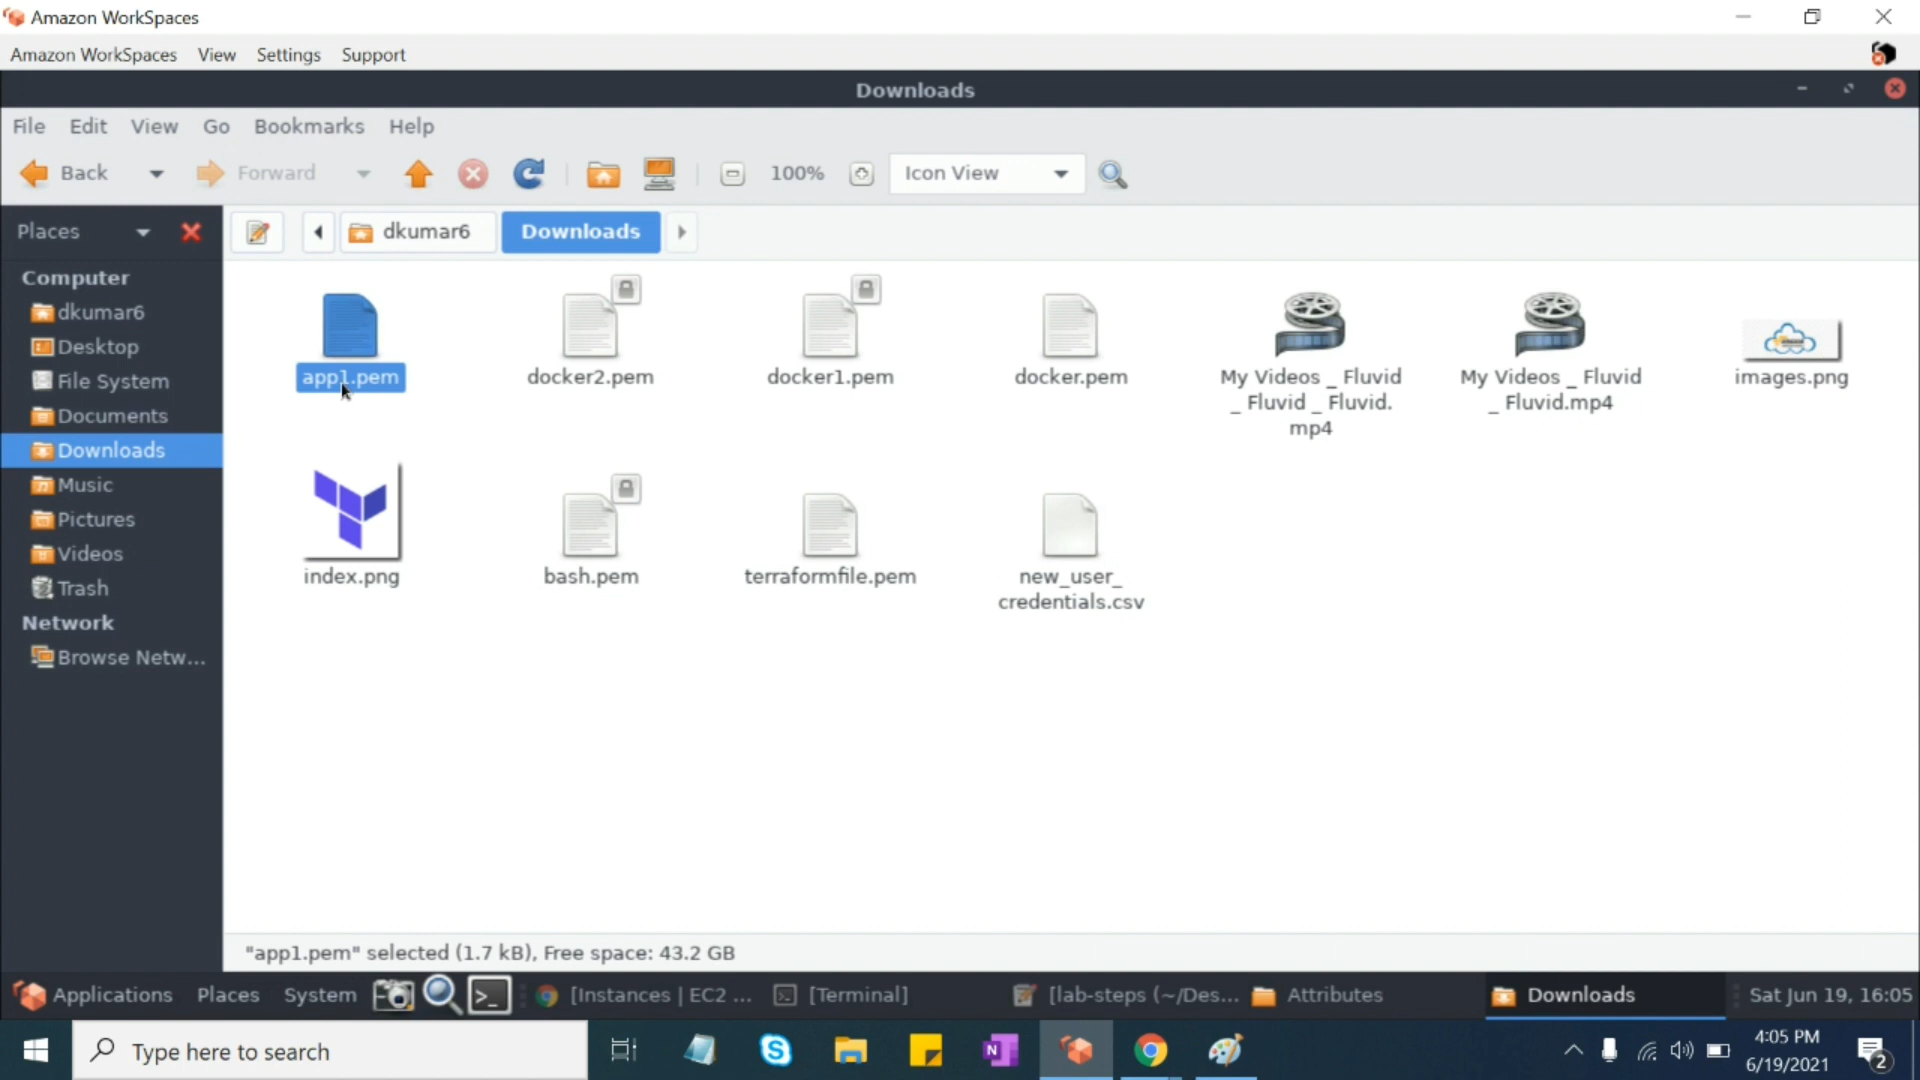 Amazon WorkSpaces
Amazon WorkSpaces View Settings Support
Downloads
File Edit View Go Bookmarks Help
Back Forward 100% Icon View
Places dkumar6 Downloads
Computer
dkumar6
Desktop
File System
Documents
Downloads
Music
Pictures
Videos
Trash
Network
Browse Netw...
app1.pem
docker2.pem
docker1.pem
docker.pem
My Videos _ Fluvid
_ Fluvid _ Fluvid.
mp4
My Videos _ Fluvid
_ Fluvid.mp4
images.png
index.png
bash.pem
terraformfile.pem
new_user_
credentials.csv
"app1.pem" selected (1.7 kB), Free space: 43.2 GB
Applications Places System [Instances | EC2 ... [Terminal] [lab-steps (~/Des... Attributes Downloads Sat Jun 19, 16:05
Type here to search
N
4:05 PM
6/19/2021
2